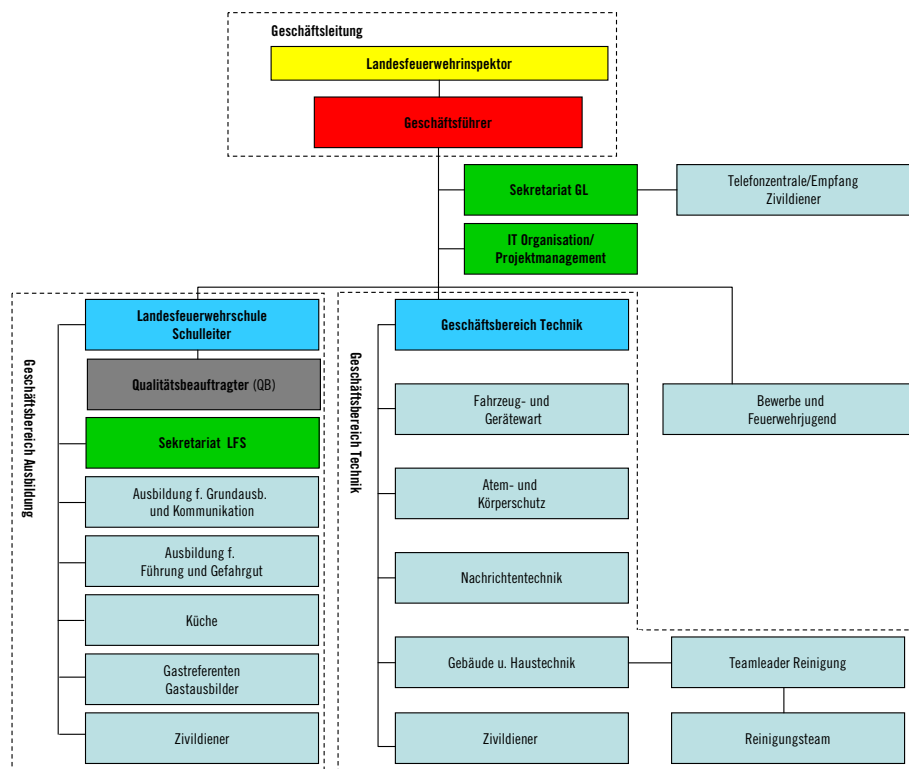 Geschäftsleitung
Landesfeuerwehrinspektor
Geschäftsführer
Sekretariat GL
Telefonzentrale/Empfang
Zivildiener
IT Organisation/
Projektmanagement
Geschäftsbereich Ausbildung
Landesfeuerwehrschule
Schulleiter
Qualitätsbeauftragter (QB)
Sekretariat LFS
Ausbildung f. Grundausb.
und Kommunikation
Ausbildung f.
Führung und Gefahrgut
Küche
Gastreferenten
Gastausbilder
Zivildiener
Geschäftsbereich Technik
Geschäftsbereich Technik
Fahrzeug- und
Gerätewart
Atem- und
Körperschutz
Nachrichtentechnik
Gebäude u. Haustechnik
Zivildiener
Bewerbe und
Feuerwehrjugend
Teamleader Reinigung
Reinigungsteam